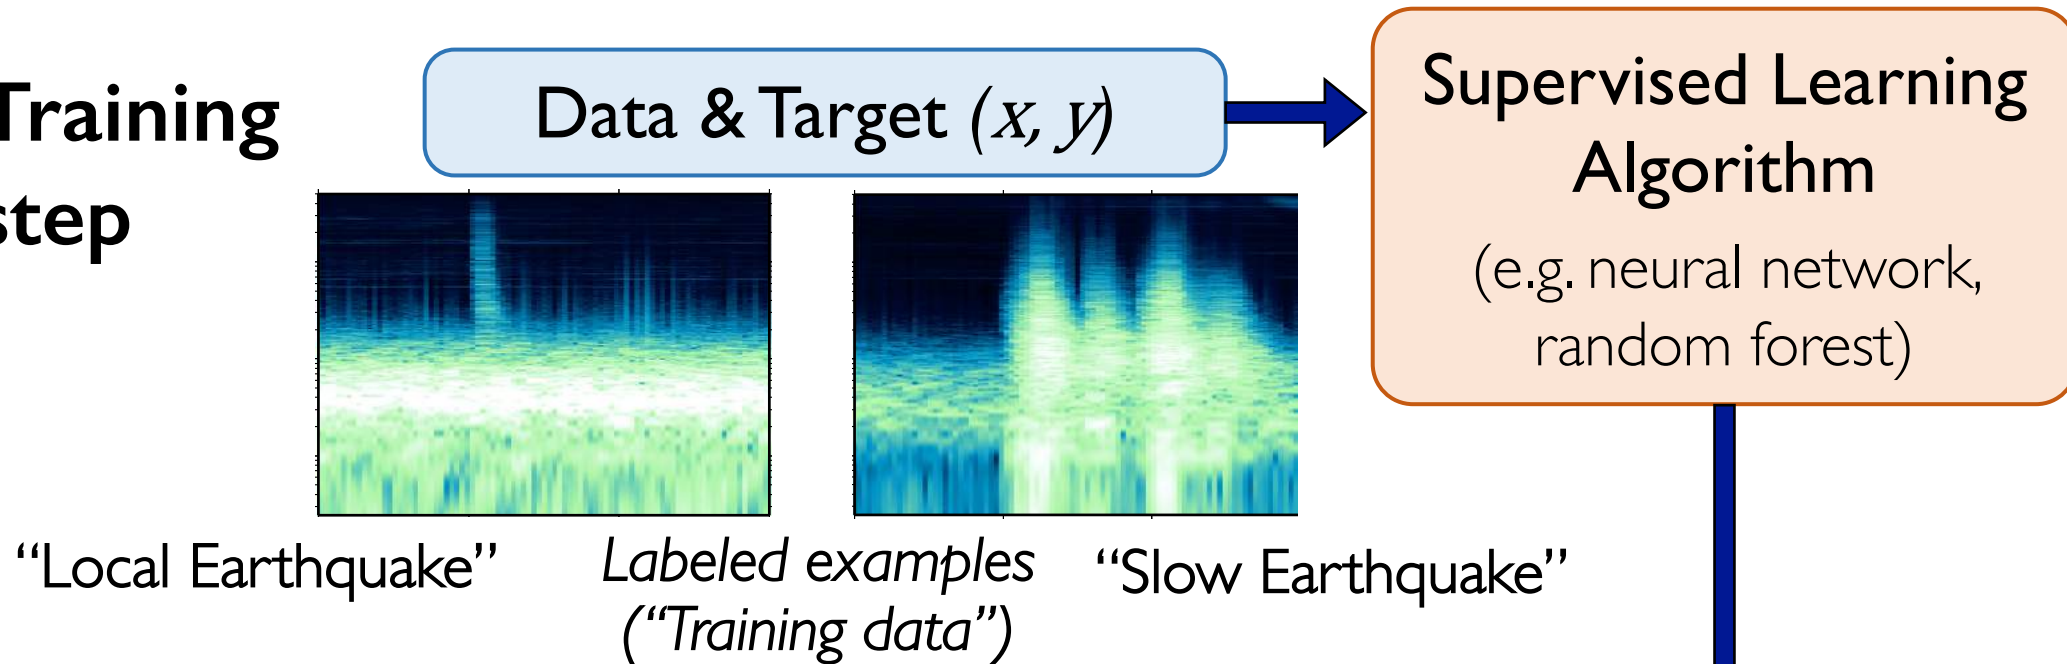 Training
step
Data & Target (x, y)
Supervised Learning
Algorithm
(e.g. neural network,
random forest)
“Local Earthquake”
Labeled examples
(“Training data”)
“Slow Earthquake”